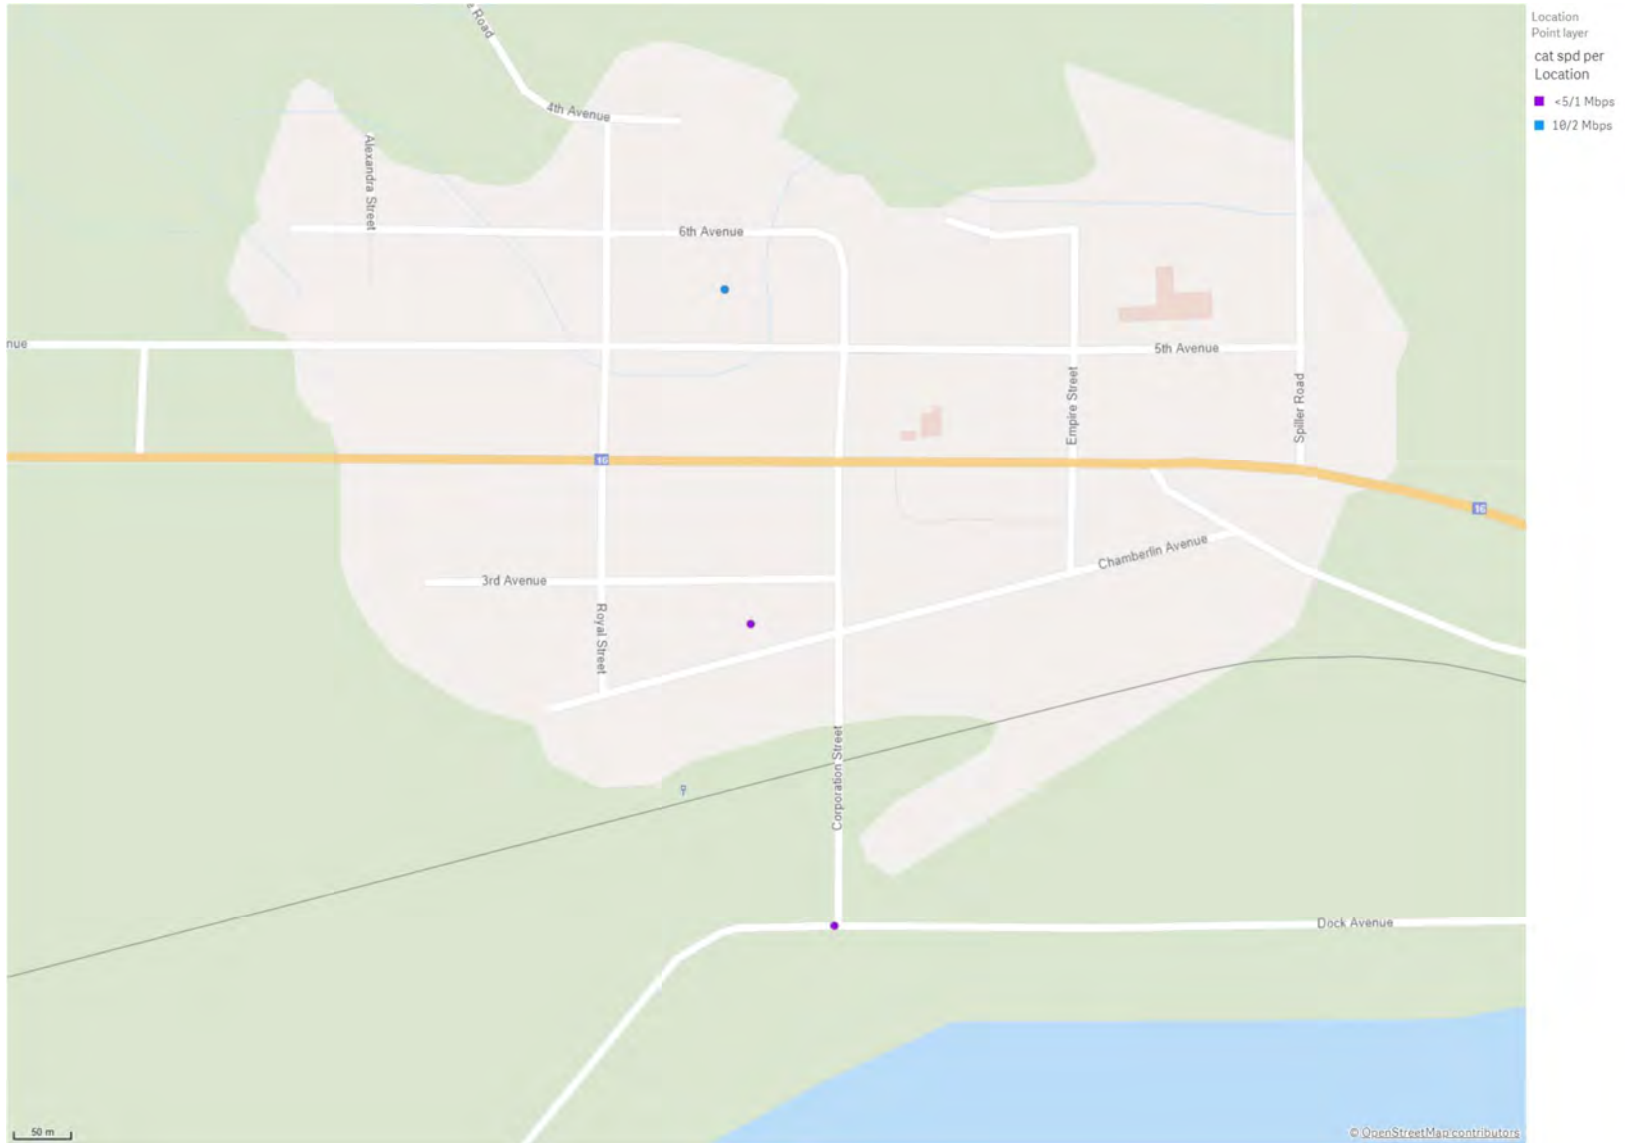 Location
Point layer
cat spd per
Location
<5/1 Mbps
10/2 Mbps
Road
4th Avenue
Alexandra Street
6th Avenue
nue
5th Avenue
Empire Street
Spiller Road
16
16
Chamberlin Avenue
3rd Avenue
Royal Street
Corporation Street
Dock Avenue
50 m
© OpenStreetMap contributors